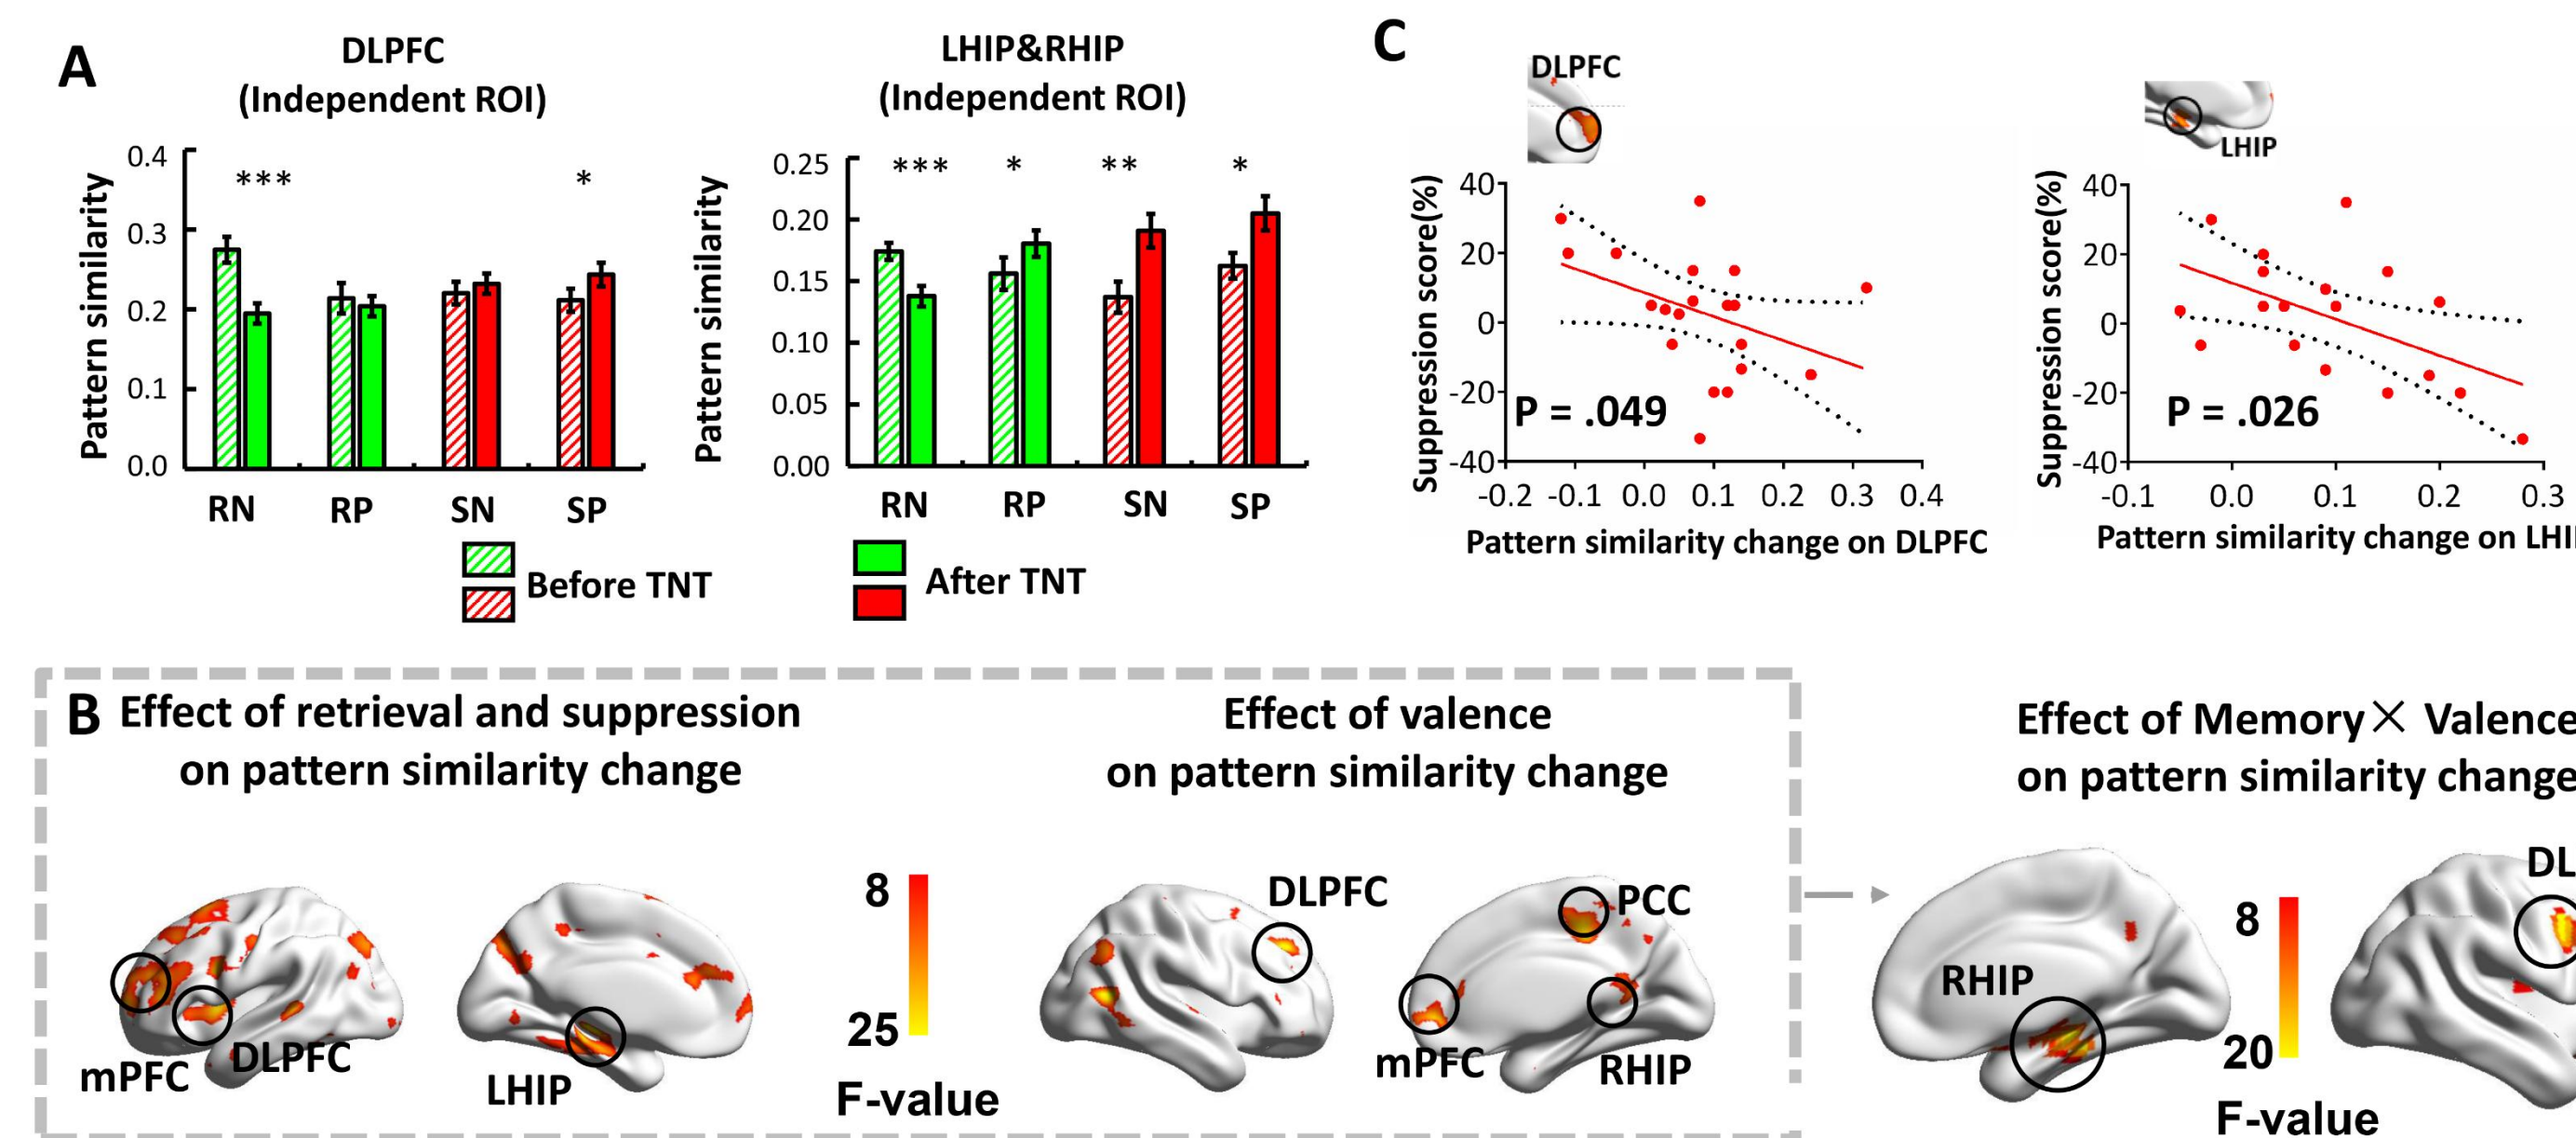 A
DLPFC
(Independent ROI)
Pattern similarity
0.4
0.3
0.2
0.1
0.0
***
*
RN RP SN SP
LHIP&RHIP
(Independent ROI)
Pattern similarity
0.25
0.20
0.15
0.10
0.05
0.00
*** * ** *
RN RP SN SP
Before TNT
After TNT
C
DLPFC
Suppression score(%)
40
20
0
-20
-40
P = .049
-0.2 -0.1 0.0 0.1 0.2 0.3 0.4
Pattern similarity change on DLPFC
LHIP
Suppression score(%)
40
20
0
-20
-40
P = .026
-0.1 0.0 0.1 0.2 0.3
Pattern similarity change on LHI
B
Effect of retrieval and suppression
on pattern similarity change
mPFC
DLPFC
LHIP
8
25
F-value
Effect of valence
on pattern similarity change
DLPFC
PCC
mPFC
RHIP
Effect of Memory × Valence
on pattern similarity change
RHIP
8
20
F-value
DL